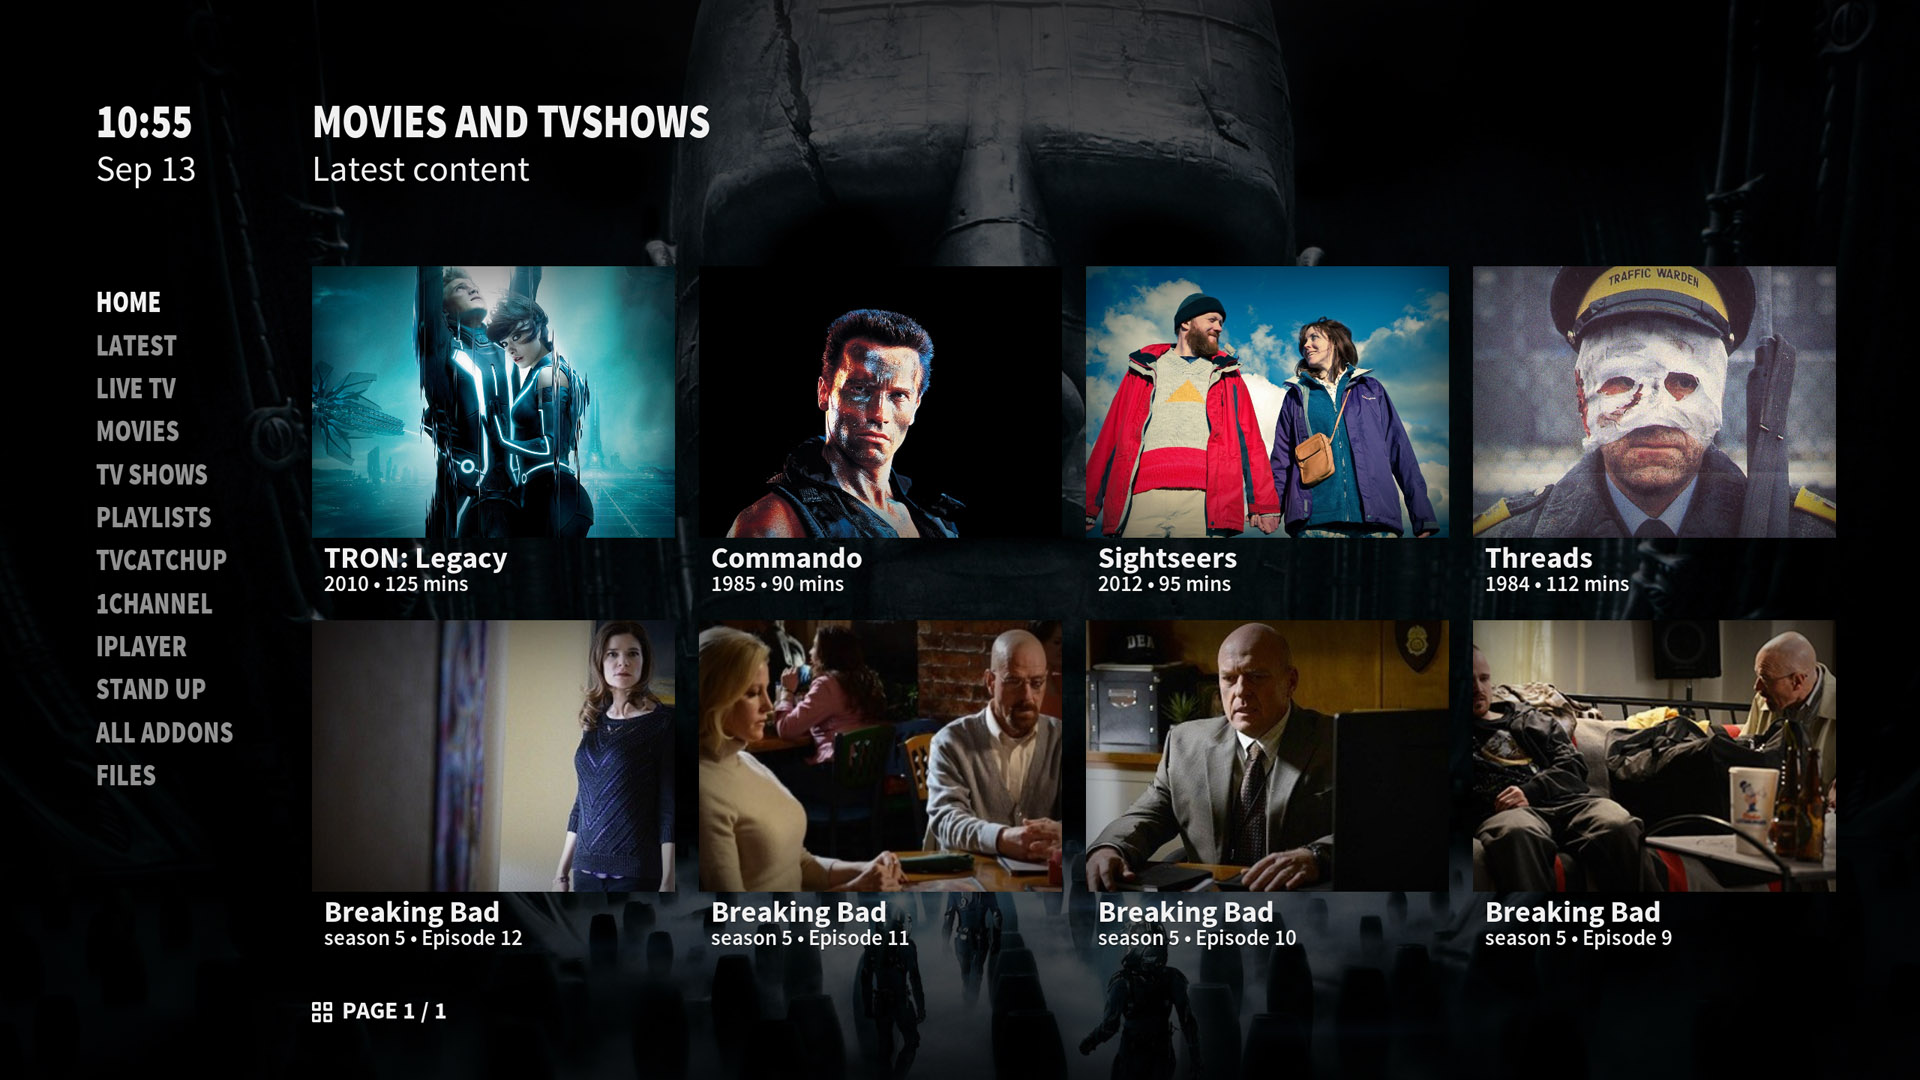 10:55
Sep 13
MOVIES AND TVSHOWS
Latest content
HOME
LATEST
LIVE TV
MOVIES
TV SHOWS
PLAYLISTS
TVCATCHUP
1CHANNEL
IPLAYER
STAND UP
ALL ADDONS
FILES
TRAFFIC WARDEN
TRON: Legacy
2010 • 125 mins
Commando
1985 • 90 mins
Sightseers
2012 • 95 mins
Threads
1984 • 112 mins
DEA
Breaking Bad
season 5 • Episode 12
Breaking Bad
season 5 • Episode 11
Breaking Bad
season 5 • Episode 10
Breaking Bad
season 5 • Episode 9
PAGE 1 / 1